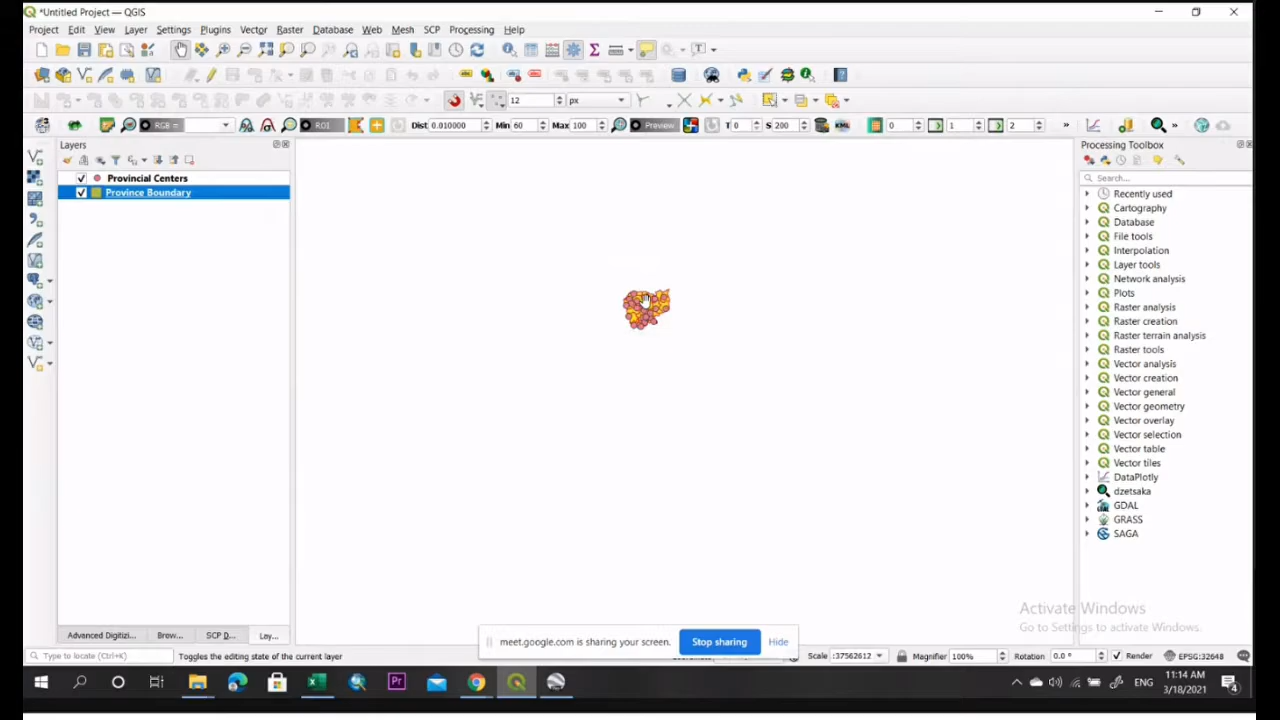 *Untitled Project — QGIS
Project Edit View Layer Settings Plugins Vector Raster Database Web Mesh SCP Processing Help
12 px
RGB = ROI Dist 0.010000 Min 60 Max 100 Preview T 0 S 200 0 1 2 » »
Layers
Provincial Centers
Province Boundary
Processing Toolbox
Search...
Recently used
Cartography
Database
File tools
Interpolation
Layer tools
Network analysis
Plots
Raster analysis
Raster creation
Raster terrain analysis
Raster tools
Vector analysis
Vector creation
Vector general
Vector geometry
Vector overlay
Vector selection
Vector table
Vector tiles
DataPlotly
dzetsaka
GDAL
GRASS
SAGA
Activate Windows
Go to Settings to activate Windows.
Advanced Digitizi... Brow... SCP D... Lay...
meet.google.com is sharing your screen. Stop sharing Hide
Type to locate (Ctrl+K) Toggles the editing state of the current layer Scale :37562612 Magnifier 100% Rotation 0.0 ° Render EPSG:32648
Pr ENG 11:14 AM
3/18/2021 4